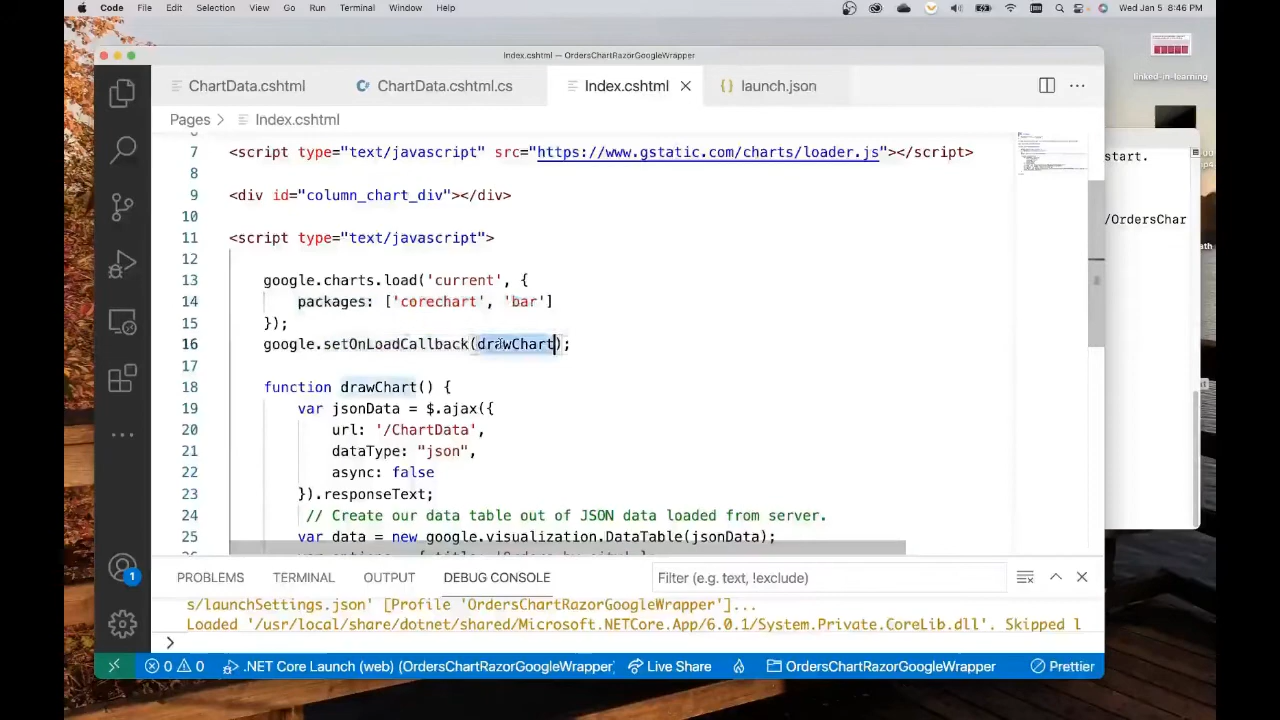 Code File Edit Selection View Go Run Terminal Window Help Wed Jan 5 8:46 PM
Index.cshtml — OrdersChartRazorGoogleWrapper
linked-in-learning
ChartData.cshtml ChartData.cshtml.cs Index.cshtml launch.json
Pages Index.cshtml
7 <script type="text/javascript" src="https://www.gstatic.com/charts/loader.js"></script>
start.
8
9 <div id="column_chart_div"></div>
10
/OrdersChar
11 <script type="text/javascript">
12
13 google.charts.load('current', {
14 packages: ['corechart', 'bar']
15 });
16 google.setOnLoadCallback(drawChart);
17
18 function drawChart() {
19 var jsonData = $.ajax({
20 url: '/ChartData',
21 dataType: "json",
22 async: false
23 }).responseText;
24 // Create our data table out of JSON data loaded from server.
25 var data = new google.visualization.DataTable(jsonData);
PROBLEMS TERMINAL OUTPUT DEBUG CONSOLE Filter (e.g. text, !exclude)
1
s/launchSettings.json' [Profile 'OrdersChartRazorGoogleWrapper']...
Loaded '/usr/local/share/dotnet/shared/Microsoft.NETCore.App/6.0.1/System.Private.CoreLib.dll'. Skipped l
0 0 .NET Core Launch (web) (OrdersChartRazorGoogleWrapper) Live Share OrdersChartRazorGoogleWrapper Prettier